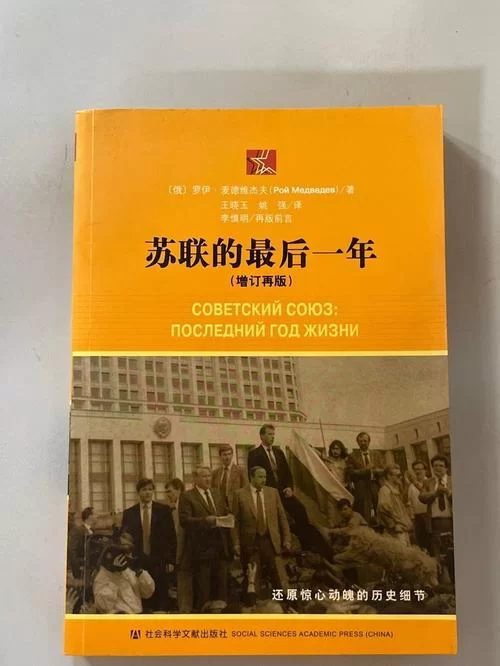 〔俄〕罗伊·麦德维杰夫(Рой Медведев)/著
王晓玉 姚强/译
李慎明/再版前言
苏联的最后一年
(增订再版)
СОВЕТСКИЙ СОЮЗ:
ПОСЛЕДНИЙ ГОД ЖИЗНИ
还原惊心动魄的历史细节
社会科学文献出版社 SOCIAL SCIENCES ACADEMIC PRESS (CHINA)